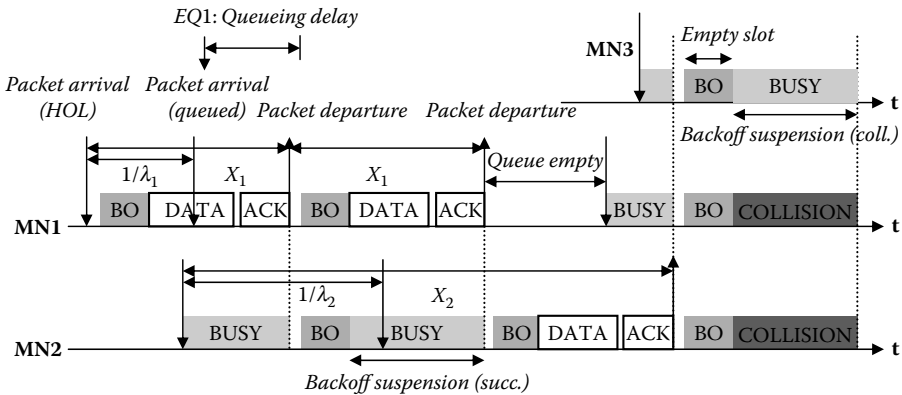 EQ1: Queueing delay
MN3
Empty slot
BO BUSY
t
Backoff suspension (coll.)
Packet arrival
(HOL)
Packet arrival
(queued)
Packet departure
Packet departure
1/λ1 X1 X1
Queue empty
MN1
BO DATA ACK BO DATA ACK BUSY BO COLLISION
t
1/λ2 X2
MN2
BUSY BO BUSY BO DATA ACK BO COLLISION
t
Backoff suspension (succ.)